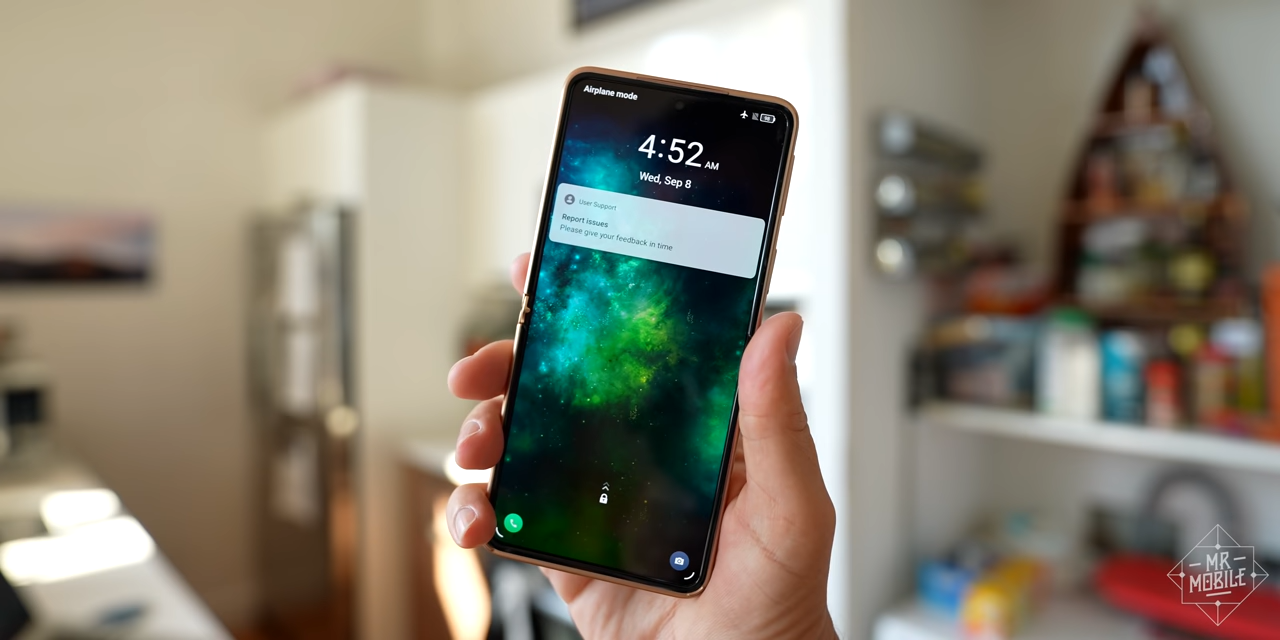 Airplane mode
98
4:52 AM
Wed, Sep 8
User Support
Report issues
Please give your feedback in time
MR
MOBILE